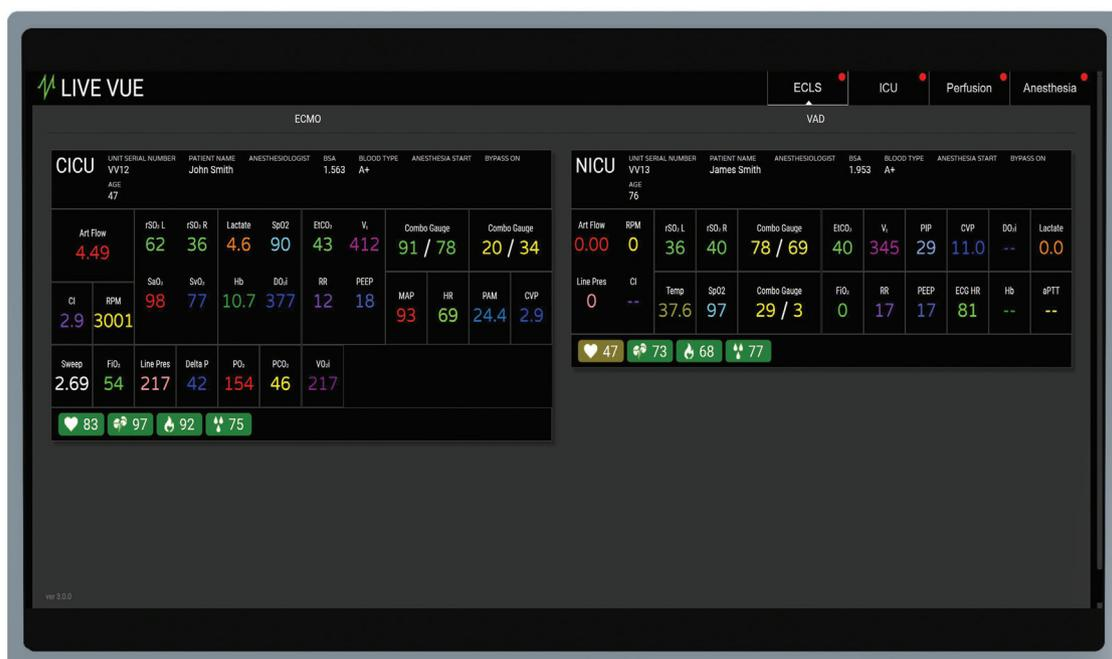 LIVE VUE
ECLS ICU Perfusion Anesthesia
ECMO VAD
CICU UNIT SERIAL NUMBER PATIENT NAME ANESTHESIOLOGIST BSA BLOOD TYPE ANESTHESIA START BYPASS ON
VV12 John Smith 1.563 A+
AGE
47
Art Flow rSO₂ L rSO₂ R Lactate SpO2 EtCO₂ Vₜ Combo Gauge Combo Gauge
4.49 62 36 4.6 90 43 412 91 / 78 20 / 34
SaO₂ SvO₂ Hb DO₂i RR PEEP
98 77 10.7 377 12 18
CI RPM MAP HR PAM CVP
2.9 3001 93 69 24.4 2.9
Sweep FiO₂ Line Pres Delta P PO₂ PCO₂ VO₂i
2.69 54 217 42 154 46 217
83 97 92 75
NICU UNIT SERIAL NUMBER PATIENT NAME ANESTHESIOLOGIST BSA BLOOD TYPE ANESTHESIA START BYPASS ON
VV13 James Smith 1.953 A+
AGE
76
Art Flow RPM rSO₂ L rSO₂ R Combo Gauge EtCO₂ Vₜ PIP CVP DO₂i Lactate
0.00 0 36 40 78 / 69 40 345 29 11.0 -- 0.0
Line Pres CI Temp SpO2 Combo Gauge FiO₂ RR PEEP ECG HR Hb aPTT
0 -- 37.6 97 29 / 3 0 17 17 81 -- --
47 73 68 77
ver 3.0.0